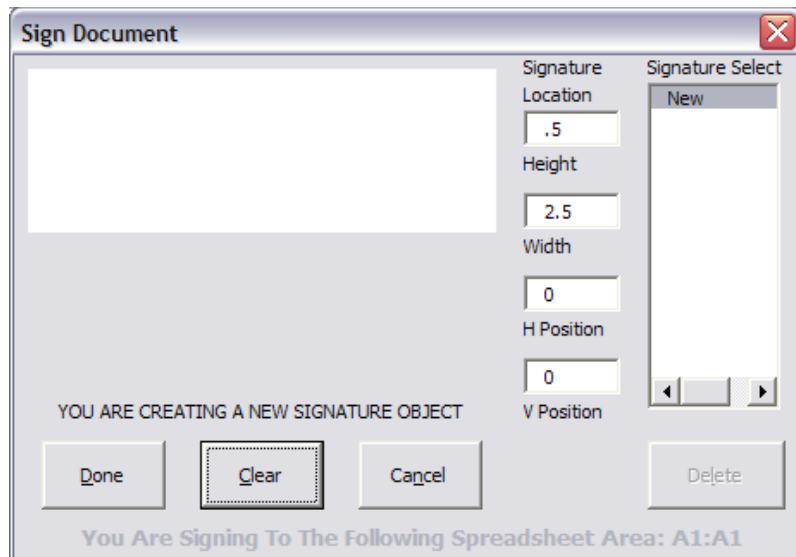 Sign Document
Signature Location
.5
Height
2.5
Width
0
H Position
0
V Position
Signature Select
New
YOU ARE CREATING A NEW SIGNATURE OBJECT
Done
Clear
Cancel
Delete
You Are Signing To The Following Spreadsheet Area: A1:A1